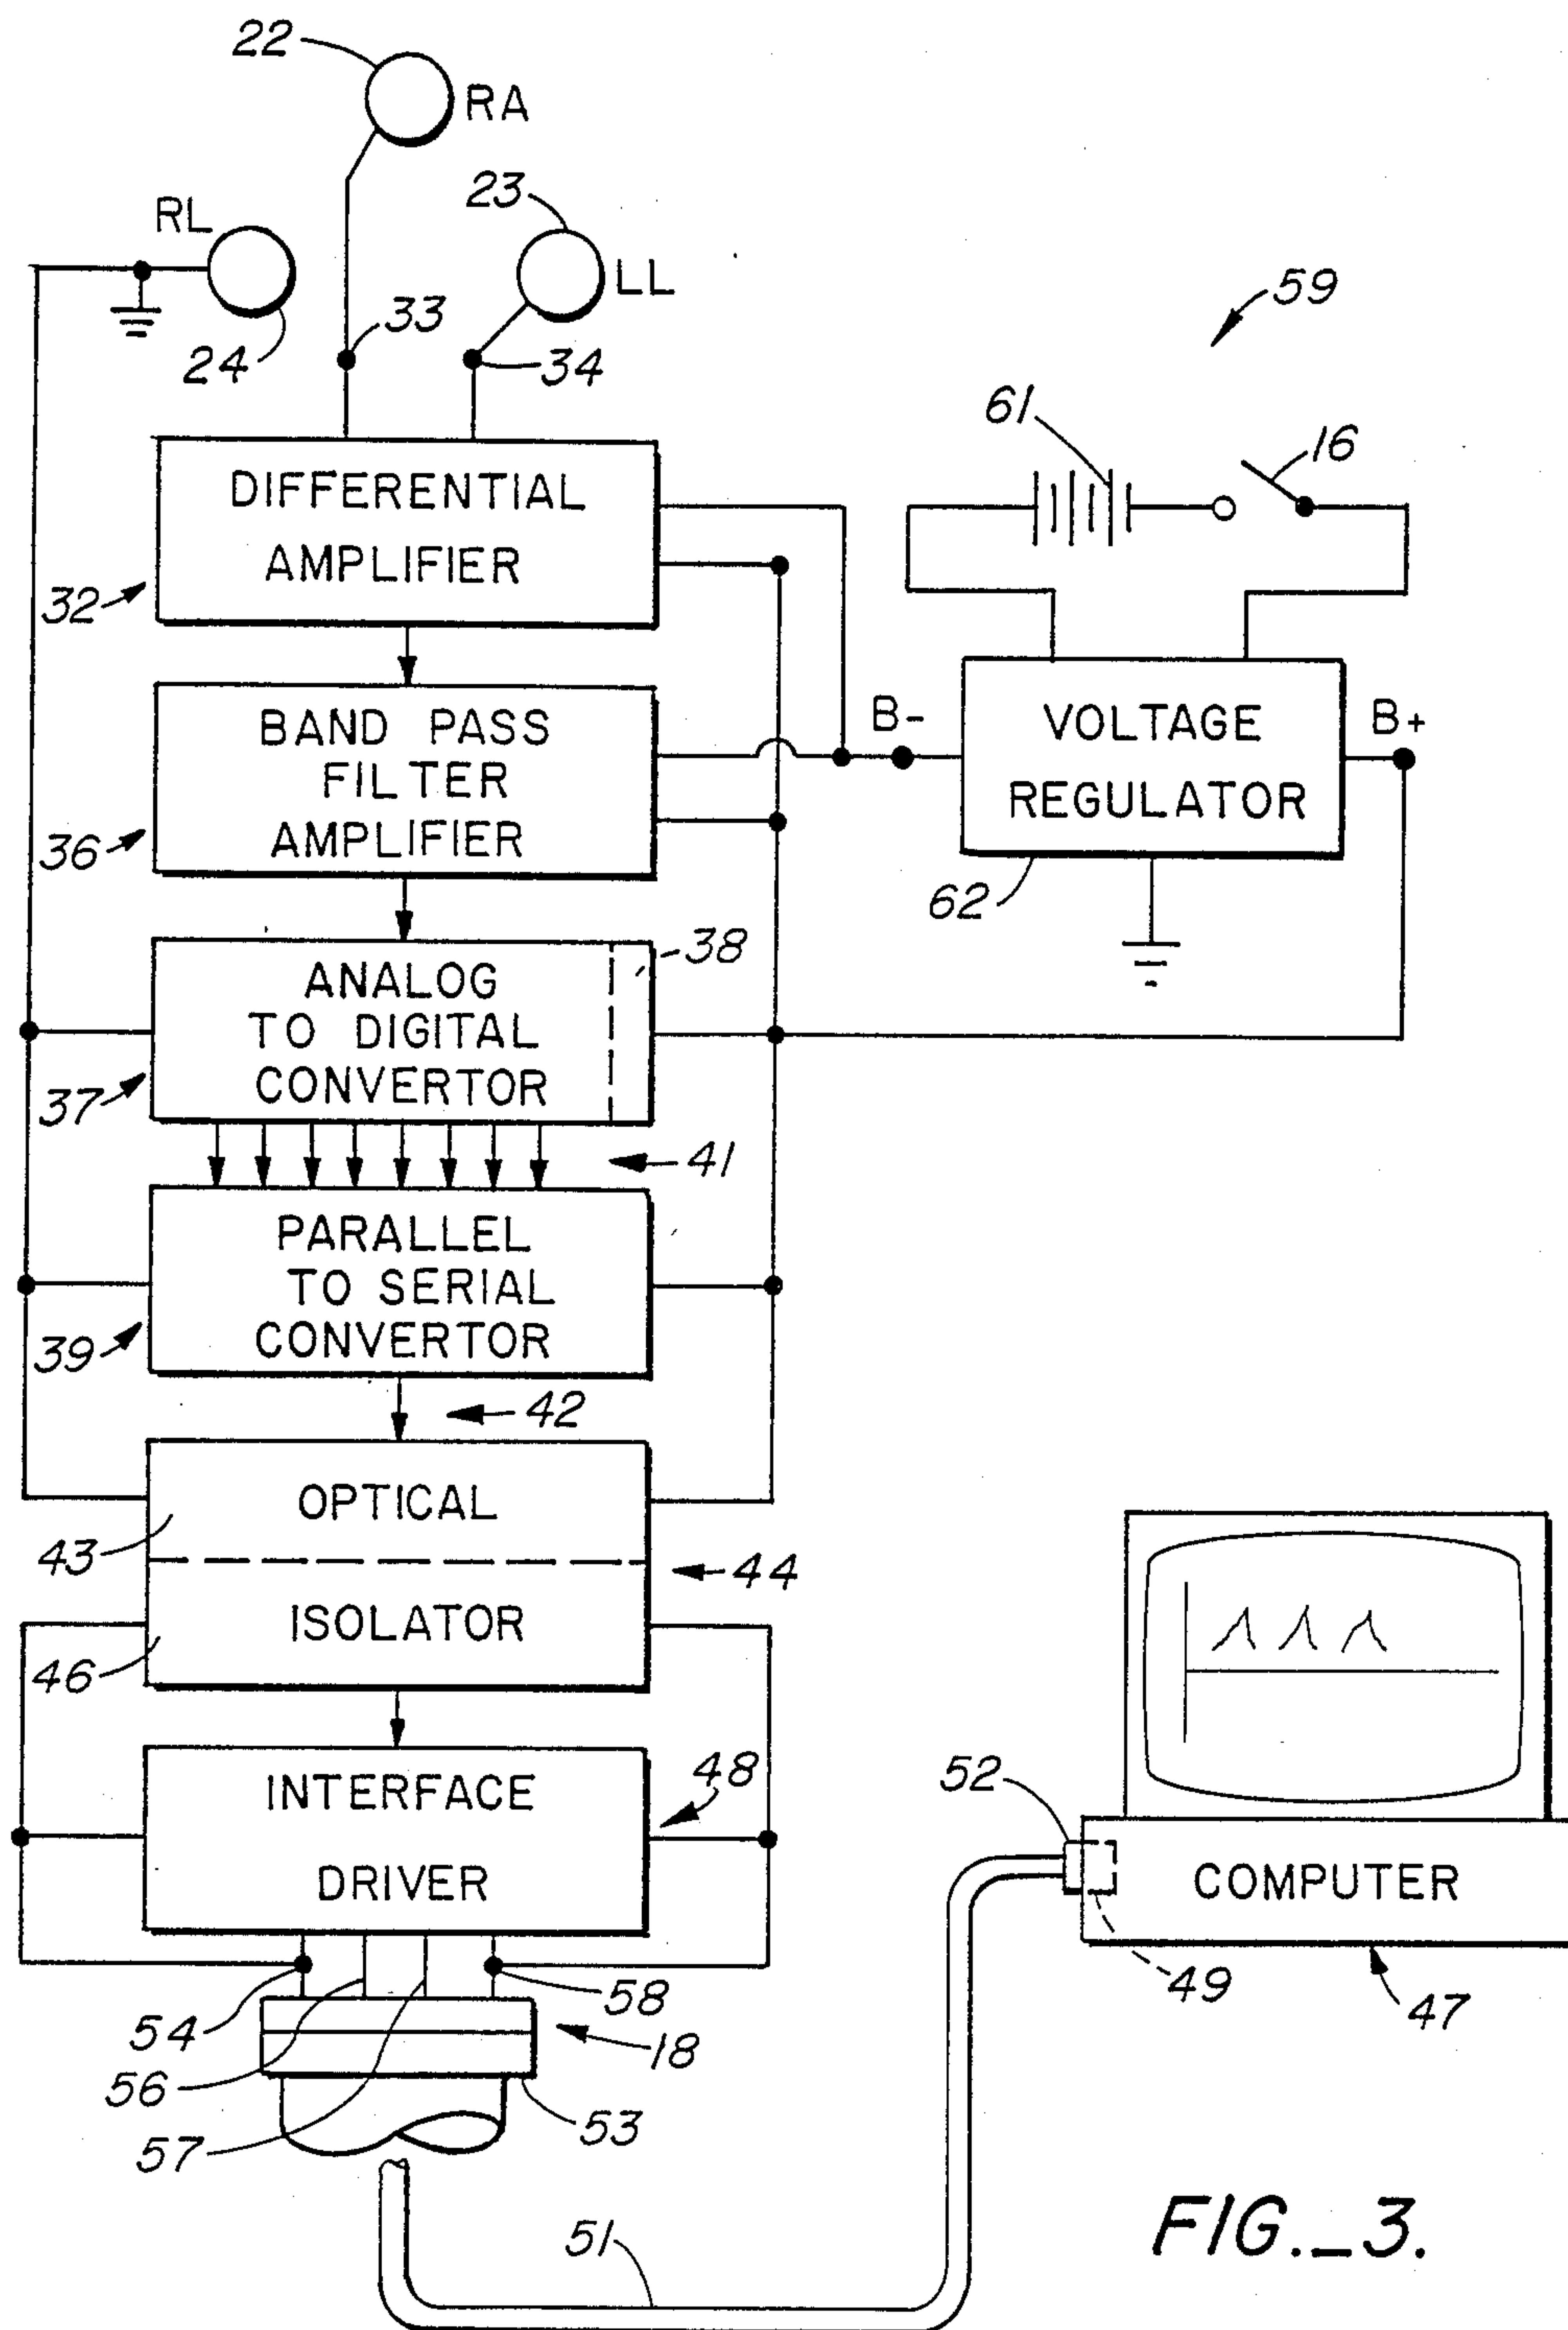 22
RA
23
RL
LL
24
33
34
59
61
16
DIFFERENTIAL
AMPLIFIER
32
BAND PASS
FILTER
AMPLIFIER
36
B-
VOLTAGE
REGULATOR
B+
62
38
ANALOG
TO DIGITAL
CONVERTOR
37
41
PARALLEL
TO SERIAL
CONVERTOR
39
42
OPTICAL
43
44
ISOLATOR
46
INTERFACE
DRIVER
48
52
COMPUTER
49
47
54
58
18
56
57
53
51
FIG._3.